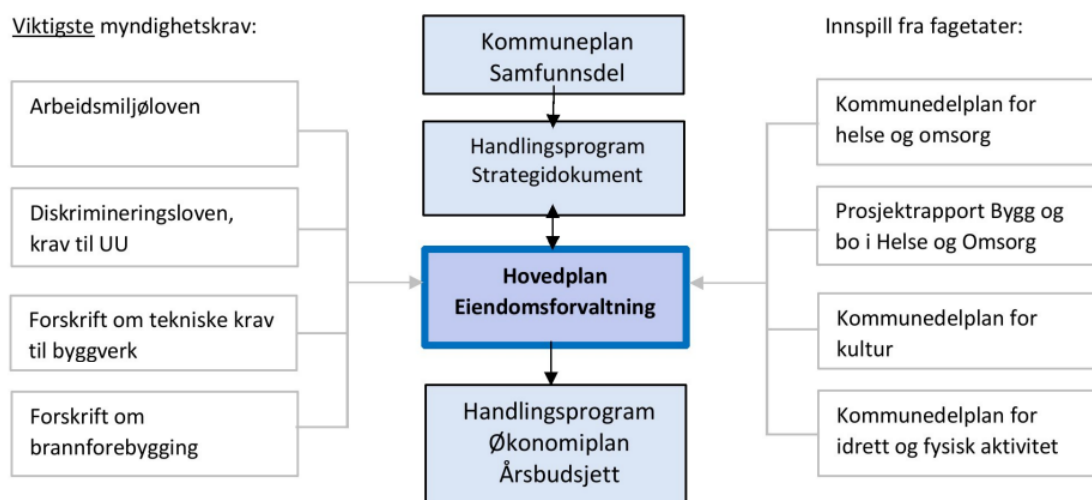 Viktigste myndighetskrav:
Arbeidsmiljøloven
Diskrimineringsloven,
krav til UU
Forskrift om tekniske krav
til byggverk
Forskrift om
brannforebygging
Kommuneplan
Samfunnsdel
Handlingsprogram
Strategidokument
Hovedplan
Eiendomsforvaltning
Handlingsprogram
Økonomiplan
Årsbudsjett
Innspill fra fagetater:
Kommunedelplan for
helse og omsorg
Prosjektrapport Bygg og
bo i Helse og Omsorg
Kommunedelplan for
kultur
Kommunedelplan for
idrett og fysisk aktivitet